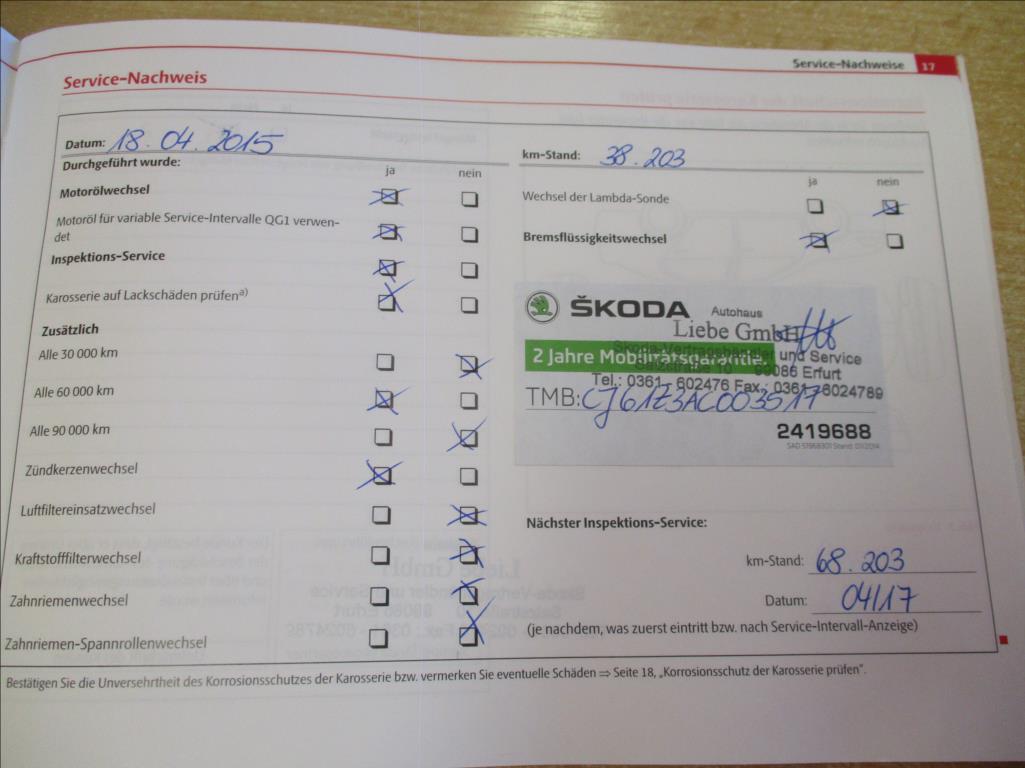 Service-Nachweise 17
Service-Nachweis
Datum: 18.04.2015
Durchgeführt wurde:
ja nein
Motorölwechsel
Motoröl für variable Service-Intervalle QG1 verwen-
det
Inspektions-Service
Karosserie auf Lackschäden prüfen a)
Zusätzlich
Alle 30 000 km
Alle 60 000 km
Alle 90 000 km
Zündkerzenwechsel
Luftfiltereinsatzwechsel
Kraftstofffilterwechsel
Zahnriemenwechsel
Zahnriemen-Spannrollenwechsel
km-Stand: 38.203
ja nein
Wechsel der Lambda-Sonde
Bremsflüssigkeitswechsel
ŠKODA
Autohaus
Liebe GmbH
2 Jahre Mobilitätsgarantie.
Skoda-Vertragshändler und Service
Salzstraße 10 99086 Erfurt
Tel.: 0361 - 602476 Fax.: 0361 - 6024789
TMB: CJ61Z3AC003517
2419688
Nächster Inspektions-Service:
km-Stand: 68.203
Datum: 04/17
(je nachdem, was zuerst eintritt bzw. nach Service-Intervall-Anzeige)
Bestätigen Sie die Unversehrtheit des Korrosionsschutzes der Karosserie bzw. vermerken Sie eventuelle Schäden ⇒ Seite 18, „Korrosionsschutz der Karosserie prüfen".